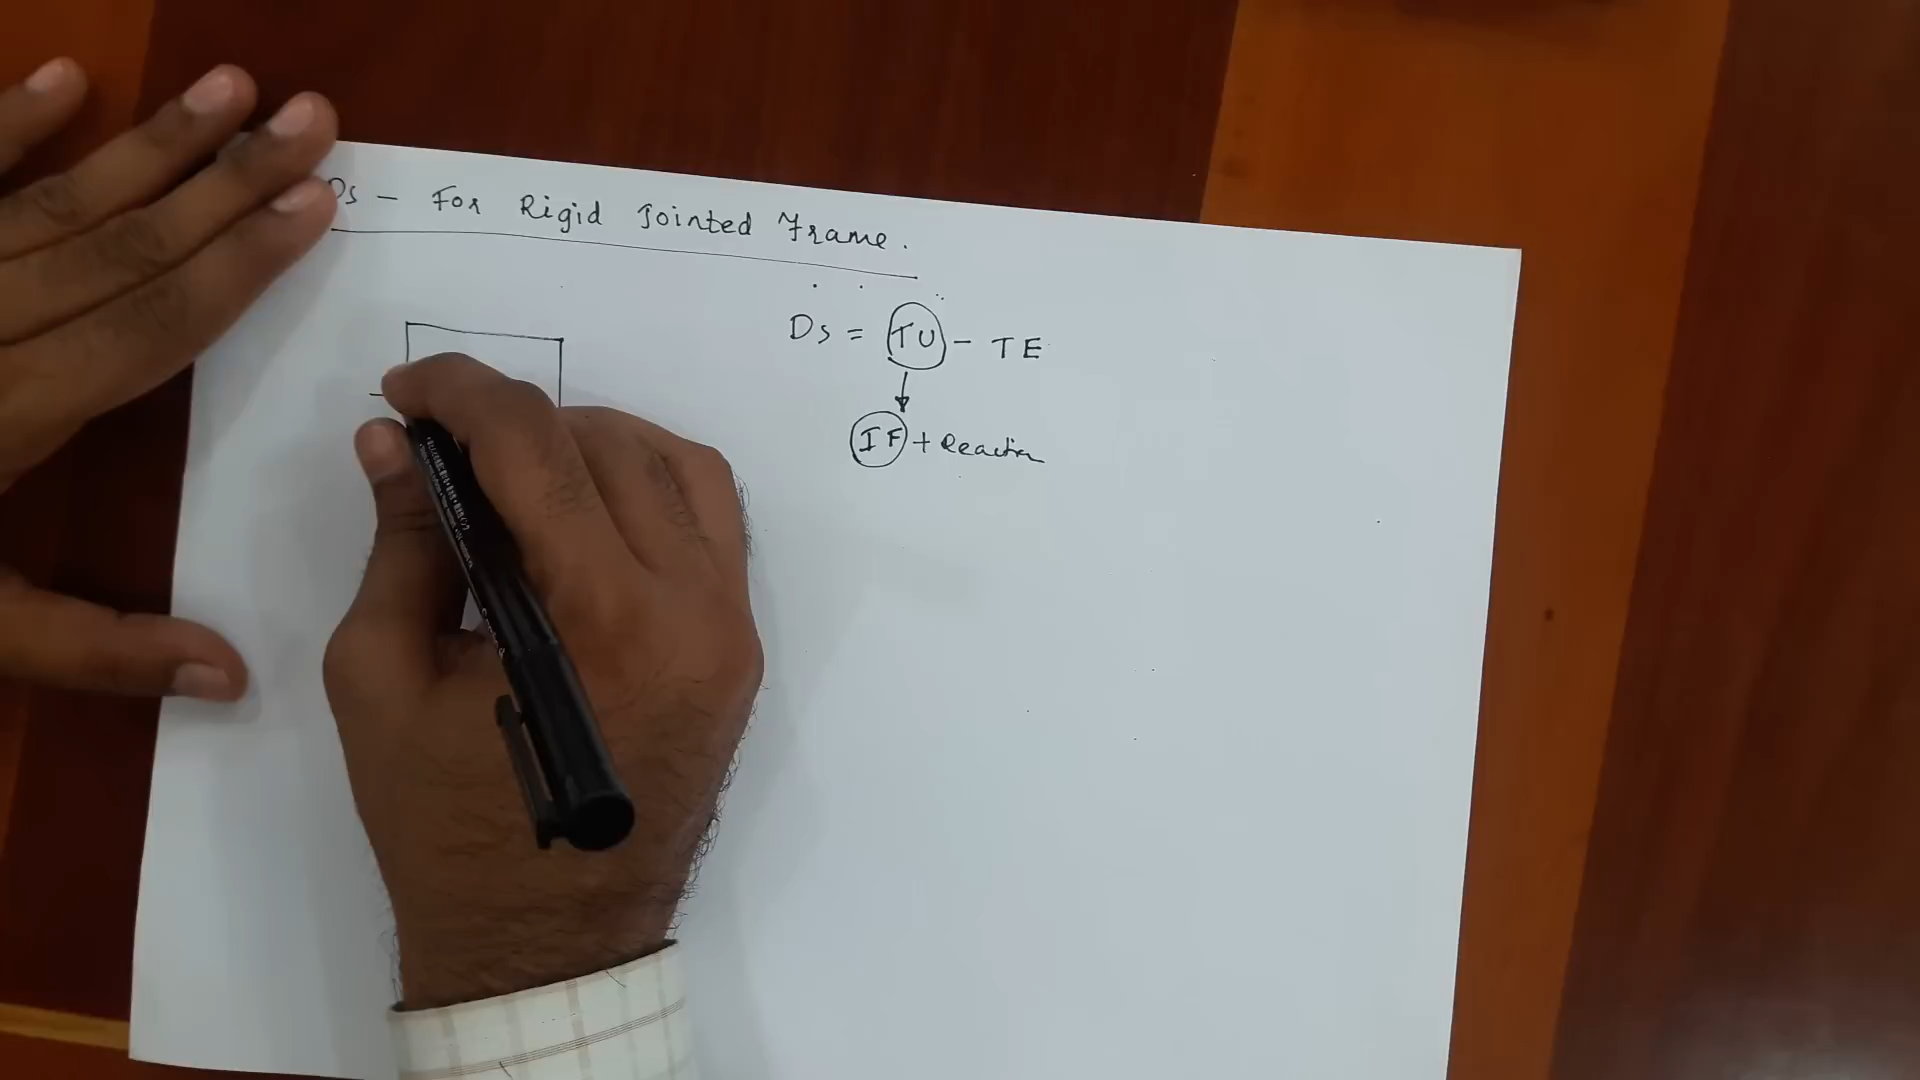 Ds - For Rigid Jointed Frame.
Ds = TU - TE
IF + Reaction